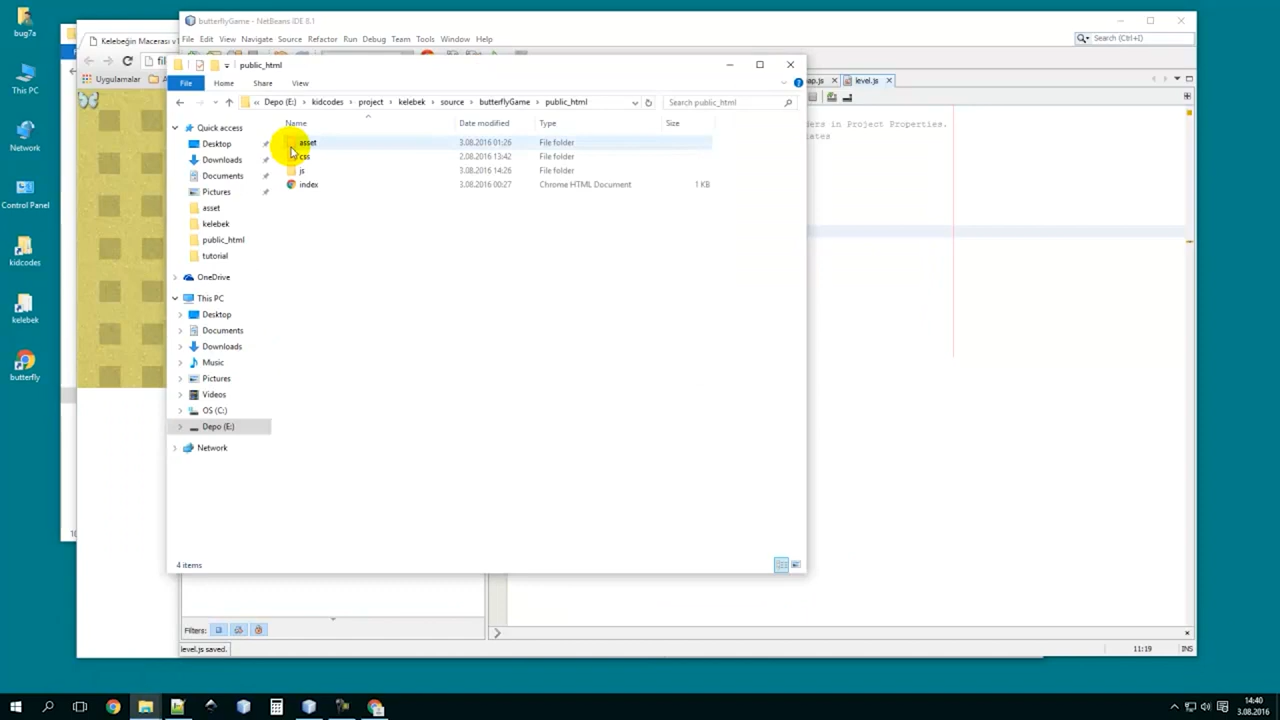 bug7a
This PC
Network
Control Panel
kidcodes
kelebek
butterfly
Kelebeğin Macerası v
Uygulamalar
butterflyGame - NetBeans IDE 8.1
File Edit View Navigate Source Refactor Run Debug Team Tools Window Help
Search (Ctrl+I)
public_html
File Home Share View
Depo (E:) kidcodes project kelebek source butterflyGame public_html
Search public_html
ap.js level.js
Name Date modified Type Size
asset 3.08.2016 01:26 File folder
css 2.08.2016 13:42 File folder
js 3.08.2016 14:26 File folder
index 3.08.2016 00:27 Chrome HTML Document 1 KB
Quick access
Desktop
Downloads
Documents
Pictures
asset
kelebek
public_html
tutorial
OneDrive
This PC
Desktop
Documents
Downloads
Music
Pictures
Videos
OS (C:)
Depo (E:)
Network
4 items
ders in Project Properties.
lates
Filters:
level.js saved.
11:19 INS
14:40
3.08.2016